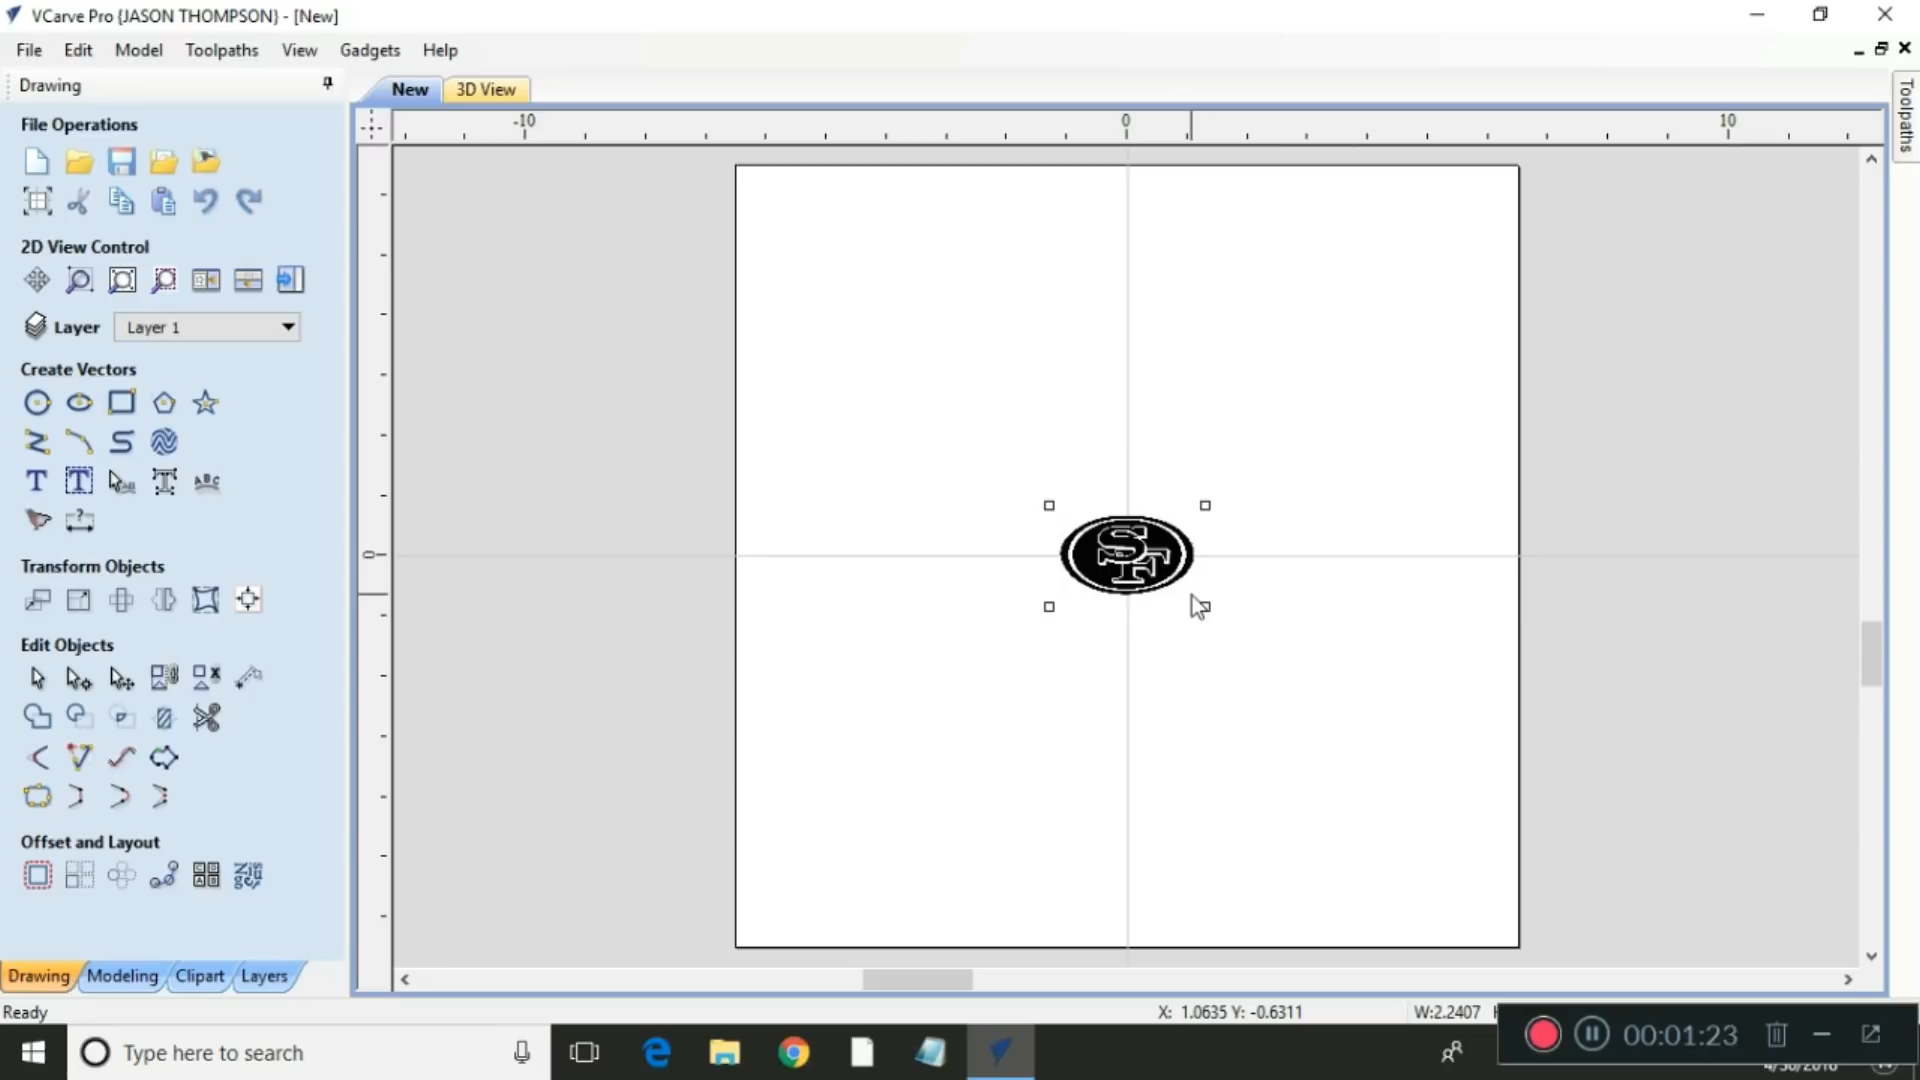 VCarve Pro {JASON THOMPSON} - [New]
File Edit Model Toolpaths View Gadgets Help
Drawing
New 3D View
Toolpaths
File Operations
-10 0 10
2D View Control
Layer Layer 1
Create Vectors
0
SF
Transform Objects
Edit Objects
Offset and Layout
Drawing Modeling Clipart Layers
Ready X: 1.0635 Y: -0.6311 W:2.2407
Type here to search
00:01:23